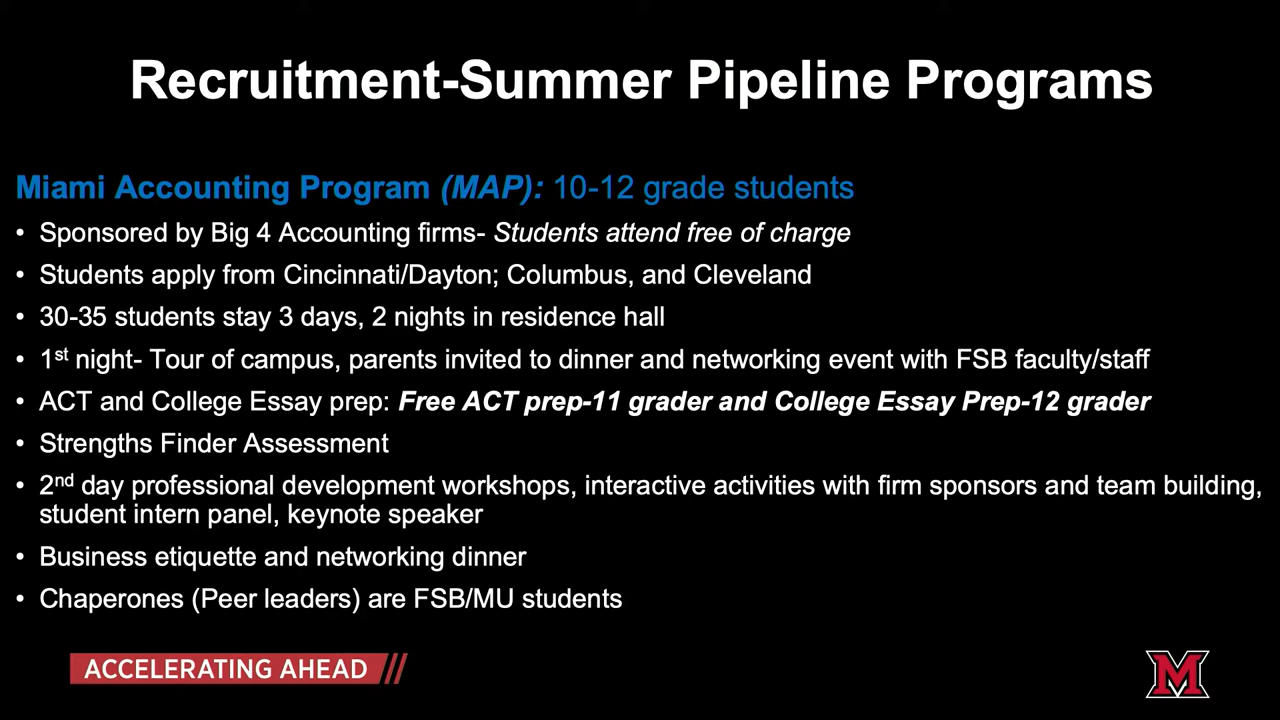 Recruitment-Summer Pipeline Programs
Miami Accounting Program (MAP): 10-12 grade students
• Sponsored by Big 4 Accounting firms- Students attend free of charge
• Students apply from Cincinnati/Dayton; Columbus, and Cleveland
• 30-35 students stay 3 days, 2 nights in residence hall
• 1st night- Tour of campus, parents invited to dinner and networking event with FSB faculty/staff
• ACT and College Essay prep: Free ACT prep-11 grader and College Essay Prep-12 grader
• Strengths Finder Assessment
• 2nd day professional development workshops, interactive activities with firm sponsors and team building,
student intern panel, keynote speaker
• Business etiquette and networking dinner
• Chaperones (Peer leaders) are FSB/MU students
ACCELERATING AHEAD
M